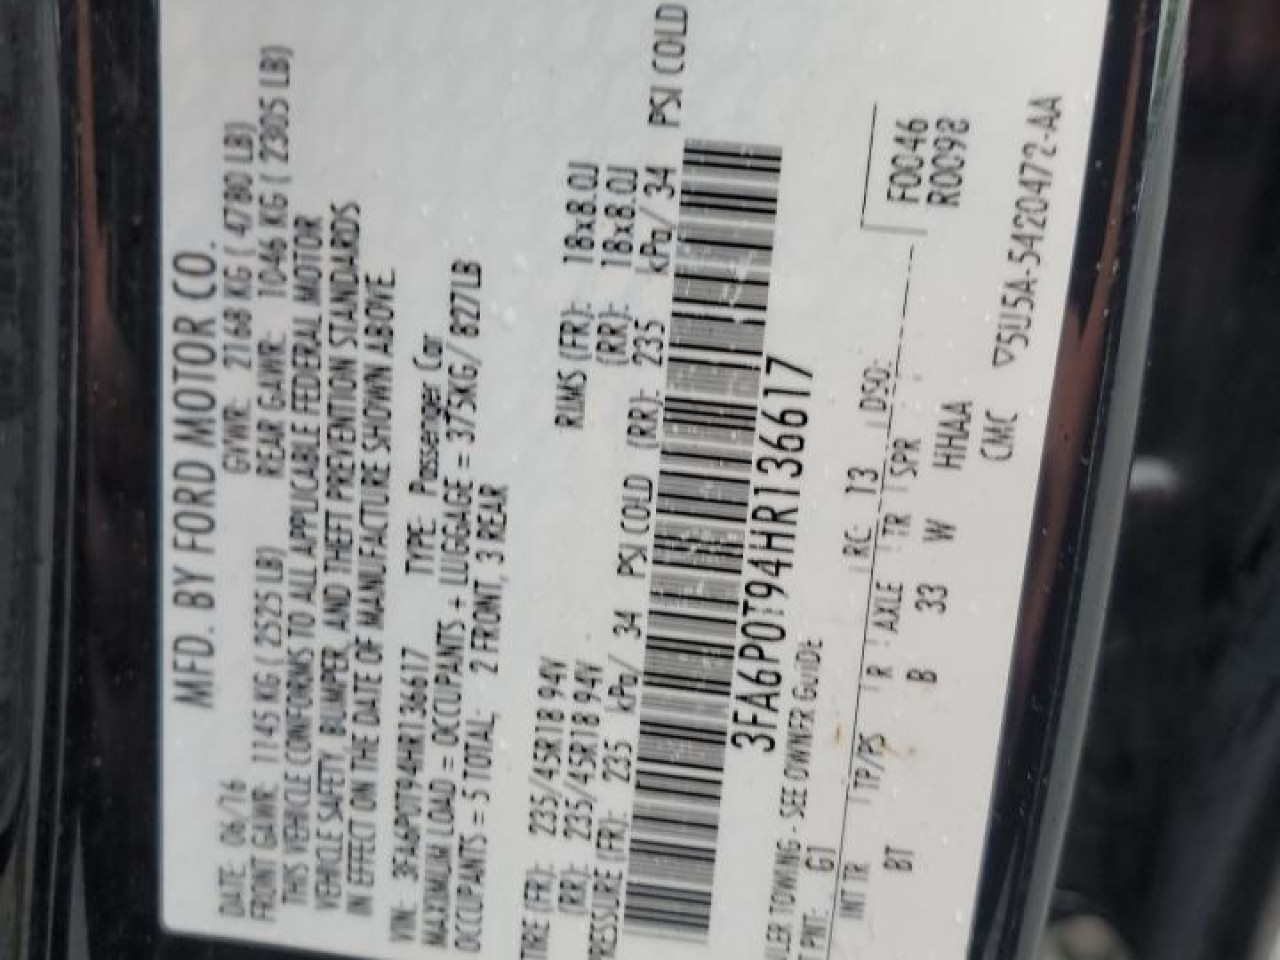 MFD. BY FORD MOTOR CO.
DATE: 06/16 GVWR: 2168 KG ( 4780 LB)
FRONT GAWR: 1145 KG ( 2525 LB) REAR GAWR: 1046 KG ( 2305 LB)
THIS VEHICLE CONFORMS TO ALL APPLICABLE FEDERAL MOTOR
VEHICLE SAFETY, BUMPER, AND THEFT PREVENTION STANDARDS
IN EFFECT ON THE DATE OF MANUFACTURE SHOWN ABOVE.
VIN: 3FA6P0T94HR136617 TYPE: Passenger Car
MAXIMUM LOAD = OCCUPANTS + LUGGAGE = 375KG/ 827LB
OCCUPANTS = 5 TOTAL, 2 FRONT, 3 REAR
TIRE (FR): 235/45R18 94V RIMS (FR): 18x8.0J
(RR): 235/45R18 94V (RR): 18x8.0J
PRESSURE (FR): 235 kPa/ 34 PSI COLD (RR): 235 kPa/ 34 PSI COLD
3FA6P0T94HR136617
LER TOWING - SEE OWNER GUIDE
T PNT: G1 RC: 13 DSO:
INT TR TP/PS R AXLE TR SPR F0046
BT B 33 W HHAA R0098
CMC
▽5U5A-5420472-AA